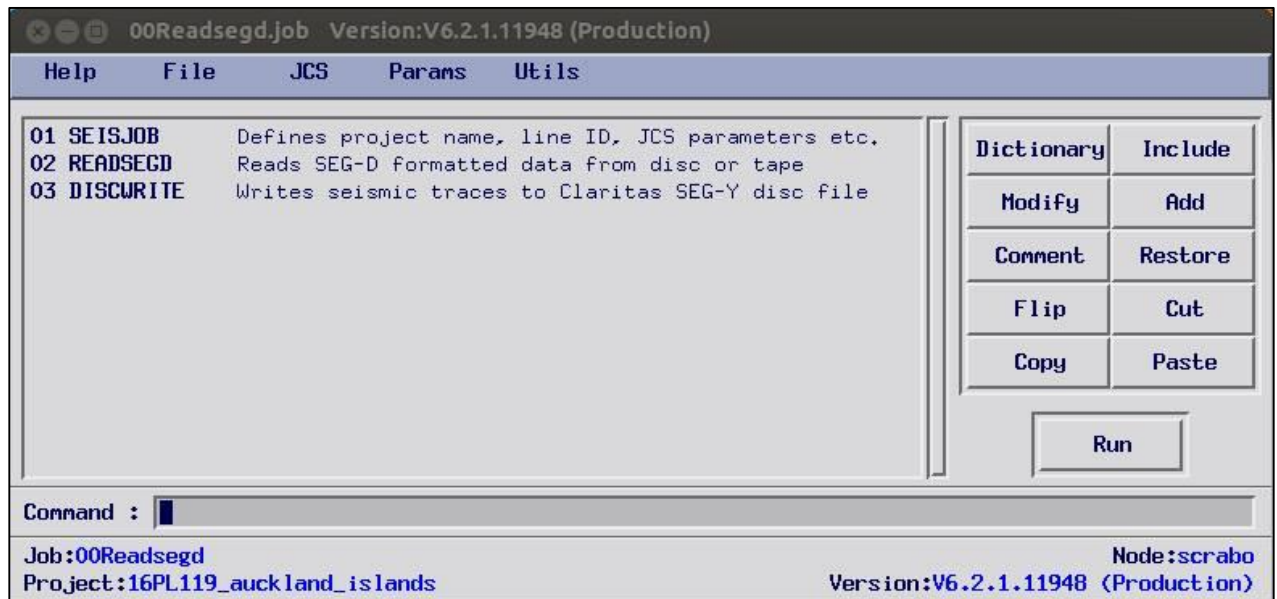 00Readsegd.job Version:V6.2.1.11948 (Production)
Help File JCS Params Utils
01 SEISJOB Defines project name, line ID, JCS parameters etc.
02 READSEGD Reads SEG-D formatted data from disc or tape
03 DISCWRITE Writes seismic traces to Claritas SEG-Y disc file
Dictionary Include
Modify Add
Comment Restore
Flip Cut
Copy Paste
Run
Command :
Job:00Readsegd Node:scrabo
Project:16PL119_auckland_islands Version:V6.2.1.11948 (Production)